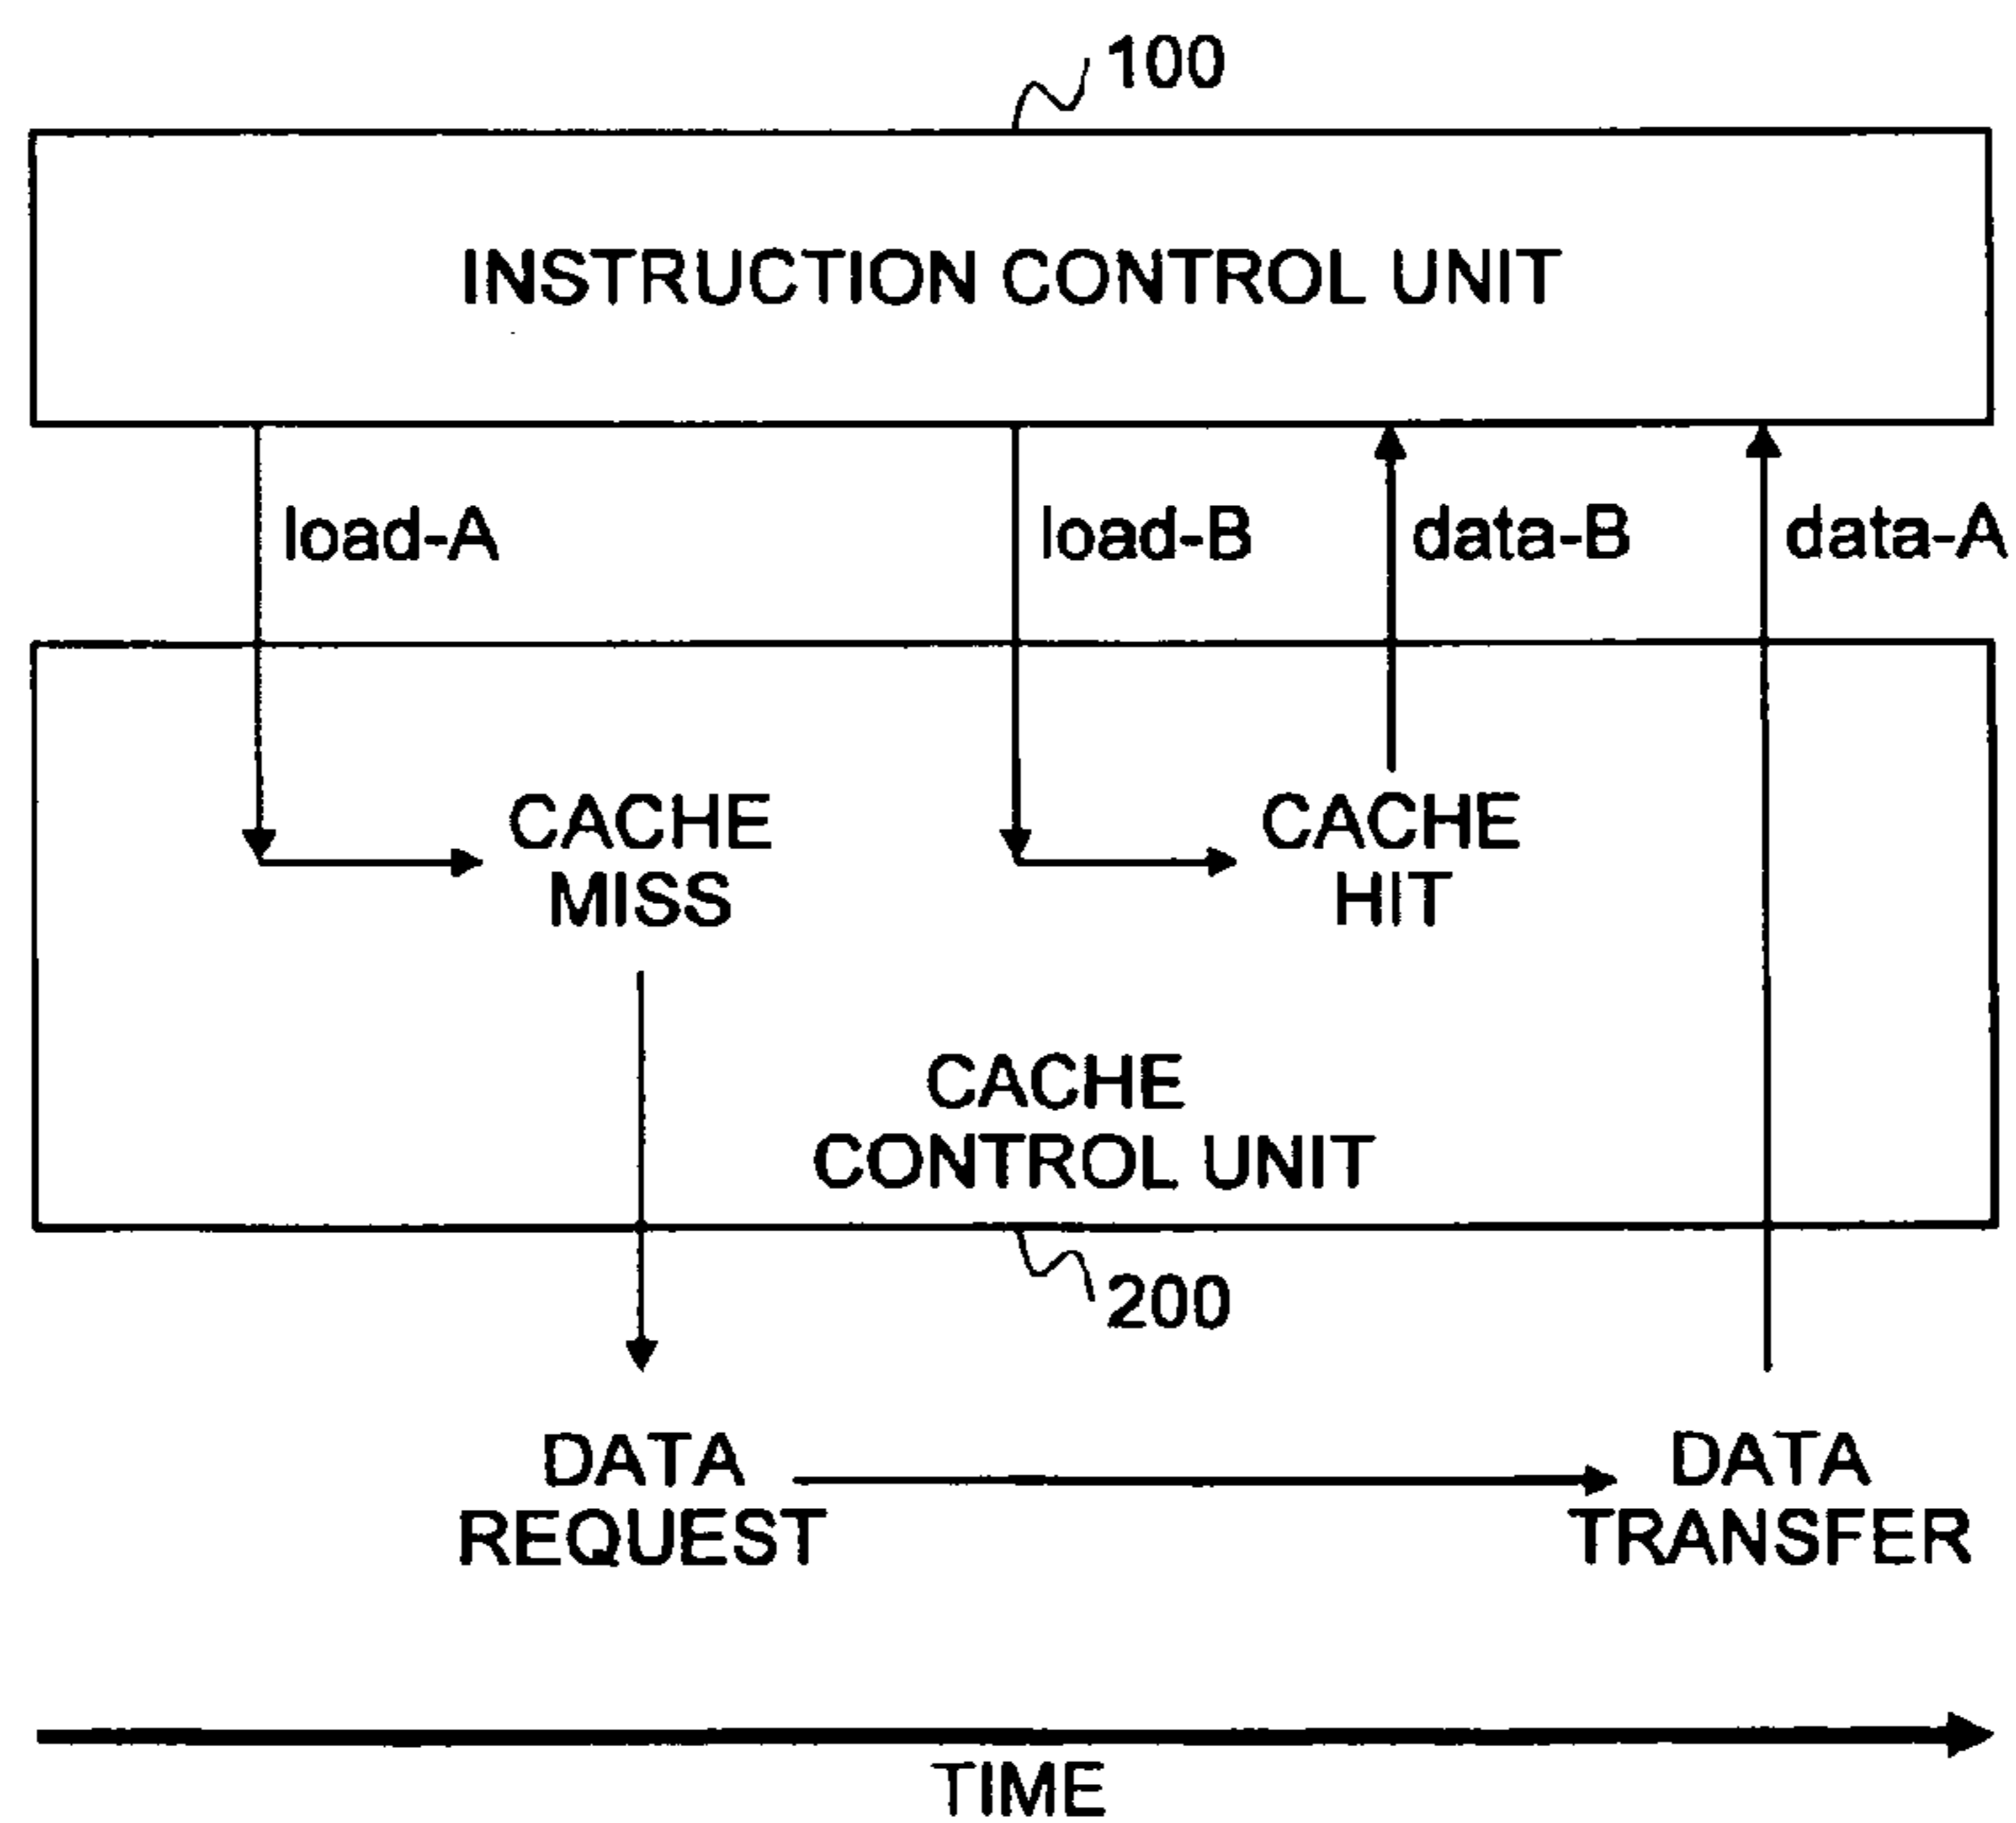 100
INSTRUCTION CONTROL UNIT
load-A
load-B
data-B
data-A
CACHE
MISS
CACHE
HIT
CACHE
CONTROL UNIT
200
DATA
REQUEST
DATA
TRANSFER
TIME